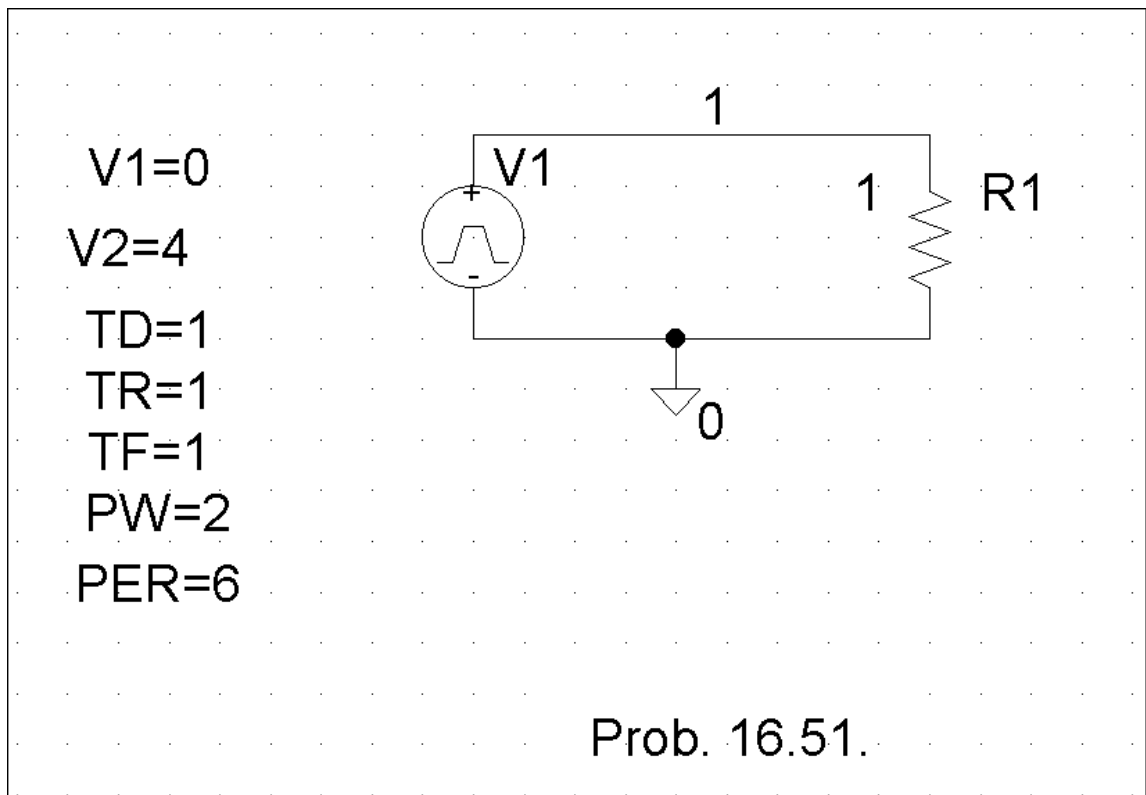 1
V1=0
V1
1
R1
V2=4
+
-
TD=1
TR=1
0
TF=1
PW=2
PER=6
Prob. 16.51.